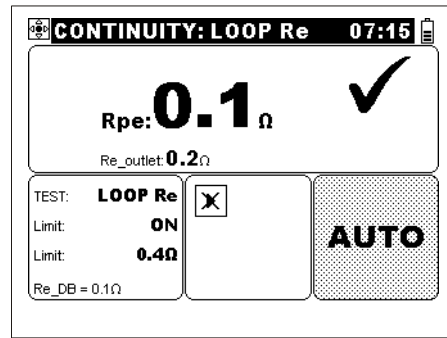 CONTINUITY: LOOP Re 07:15
Rpe: 0.1 Ω
Re_outlet: 0.2Ω
TEST: LOOP Re
Limit: ON
Limit: 0.4Ω
Re_DB = 0.1Ω
AUTO